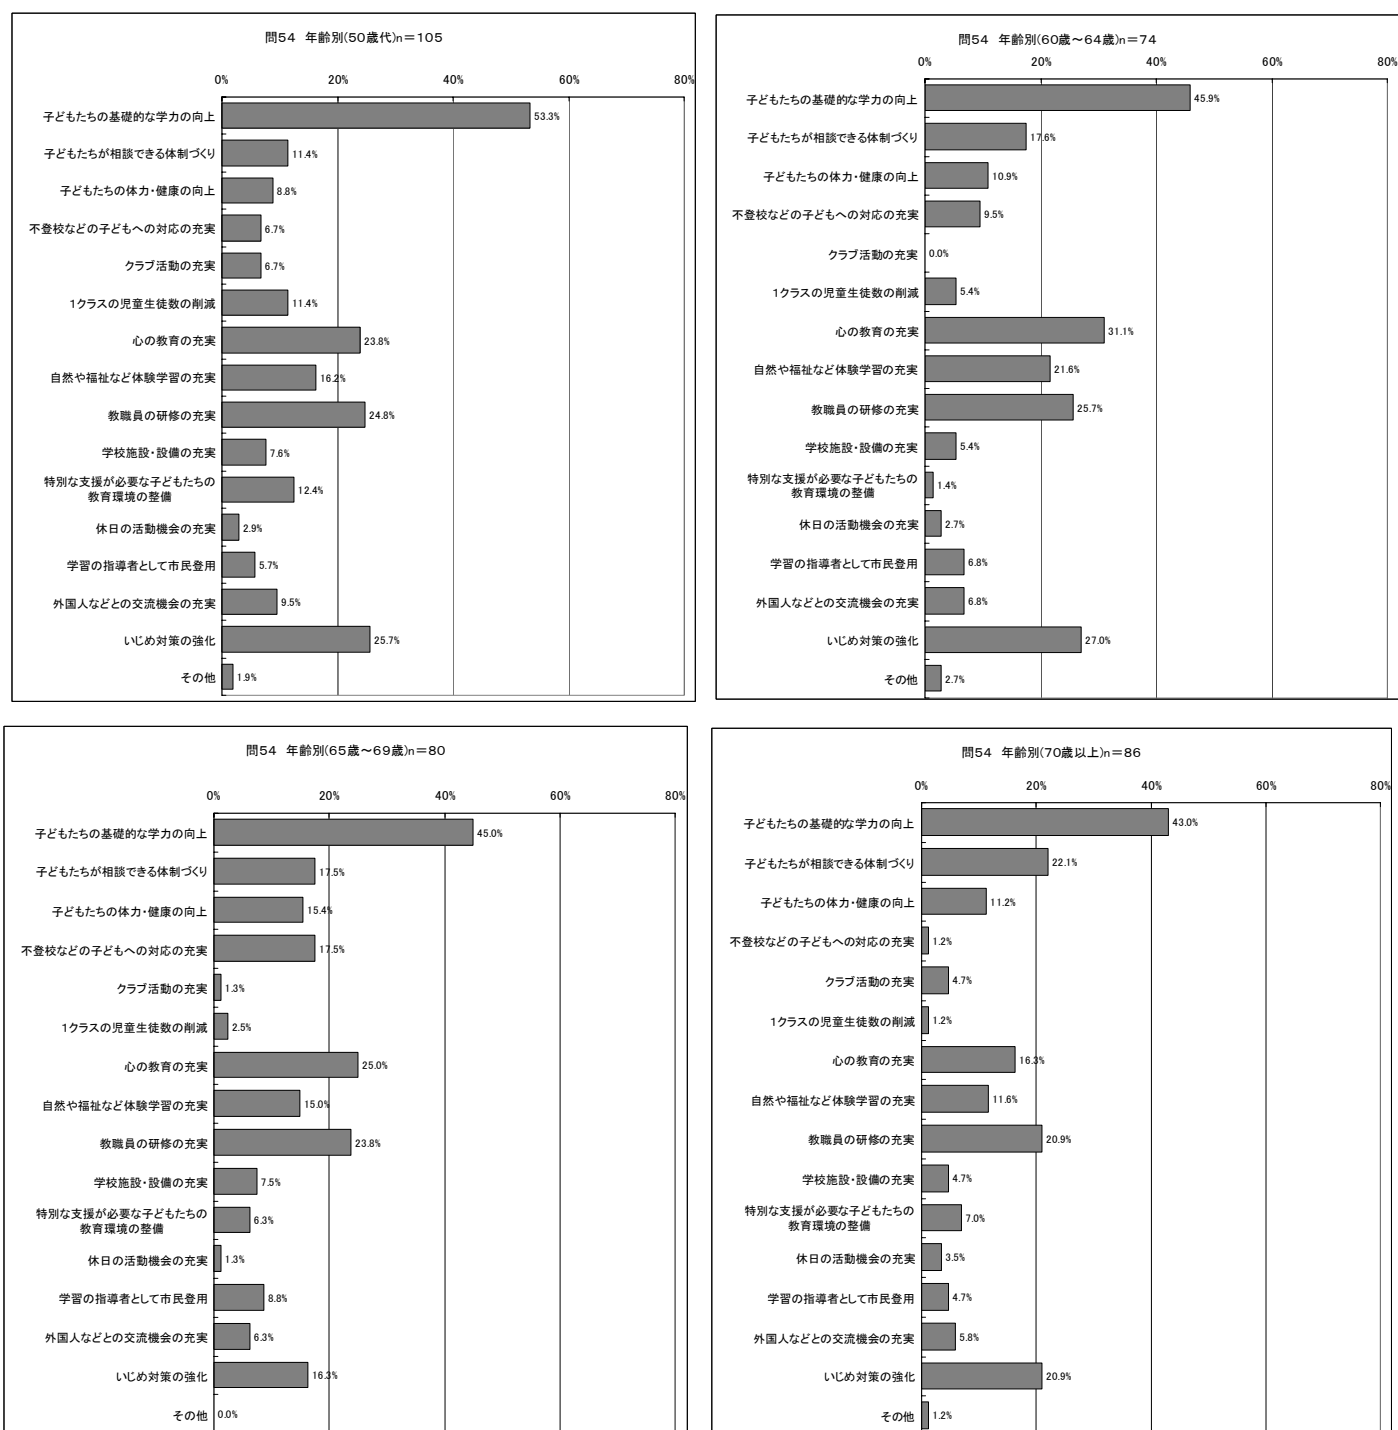 問54 年齢別(50歳代)n=105
0% 20% 40% 60% 80%
子どもたちの基礎的な学力の向上 53.3%
子どもたちが相談できる体制づくり 11.4%
子どもたちの体力・健康の向上 8.8%
不登校などの子どもへの対応の充実 6.7%
クラブ活動の充実 6.7%
1クラスの児童生徒数の削減 11.4%
心の教育の充実 23.8%
自然や福祉など体験学習の充実 16.2%
教職員の研修の充実 24.8%
学校施設・設備の充実 7.6%
特別な支援が必要な子どもたちの
教育環境の整備 12.4%
休日の活動機会の充実 2.9%
学習の指導者として市民登用 5.7%
外国人などとの交流機会の充実 9.5%
いじめ対策の強化 25.7%
その他 1.9%
問54 年齢別(60歳~64歳)n=74
0% 20% 40% 60% 80%
子どもたちの基礎的な学力の向上 45.9%
子どもたちが相談できる体制づくり 17.6%
子どもたちの体力・健康の向上 10.9%
不登校などの子どもへの対応の充実 9.5%
クラブ活動の充実 0.0%
1クラスの児童生徒数の削減 5.4%
心の教育の充実 31.1%
自然や福祉など体験学習の充実 21.6%
教職員の研修の充実 25.7%
学校施設・設備の充実 5.4%
特別な支援が必要な子どもたちの
教育環境の整備 1.4%
休日の活動機会の充実 2.7%
学習の指導者として市民登用 6.8%
外国人などとの交流機会の充実 6.8%
いじめ対策の強化 27.0%
その他 2.7%
問54 年齢別(65歳~69歳)n=80
0% 20% 40% 60% 80%
子どもたちの基礎的な学力の向上 45.0%
子どもたちが相談できる体制づくり 17.5%
子どもたちの体力・健康の向上 15.4%
不登校などの子どもへの対応の充実 17.5%
クラブ活動の充実 1.3%
1クラスの児童生徒数の削減 2.5%
心の教育の充実 25.0%
自然や福祉など体験学習の充実 15.0%
教職員の研修の充実 23.8%
学校施設・設備の充実 7.5%
特別な支援が必要な子どもたちの
教育環境の整備 6.3%
休日の活動機会の充実 1.3%
学習の指導者として市民登用 8.8%
外国人などとの交流機会の充実 6.3%
いじめ対策の強化 16.3%
その他 0.0%
問54 年齢別(70歳以上)n=86
0% 20% 40% 60% 80%
子どもたちの基礎的な学力の向上 43.0%
子どもたちが相談できる体制づくり 22.1%
子どもたちの体力・健康の向上 11.2%
不登校などの子どもへの対応の充実 1.2%
クラブ活動の充実 4.7%
1クラスの児童生徒数の削減 1.2%
心の教育の充実 16.3%
自然や福祉など体験学習の充実 11.6%
教職員の研修の充実 20.9%
学校施設・設備の充実 4.7%
特別な支援が必要な子どもたちの
教育環境の整備 7.0%
休日の活動機会の充実 3.5%
学習の指導者として市民登用 4.7%
外国人などとの交流機会の充実 5.8%
いじめ対策の強化 20.9%
その他 1.2%